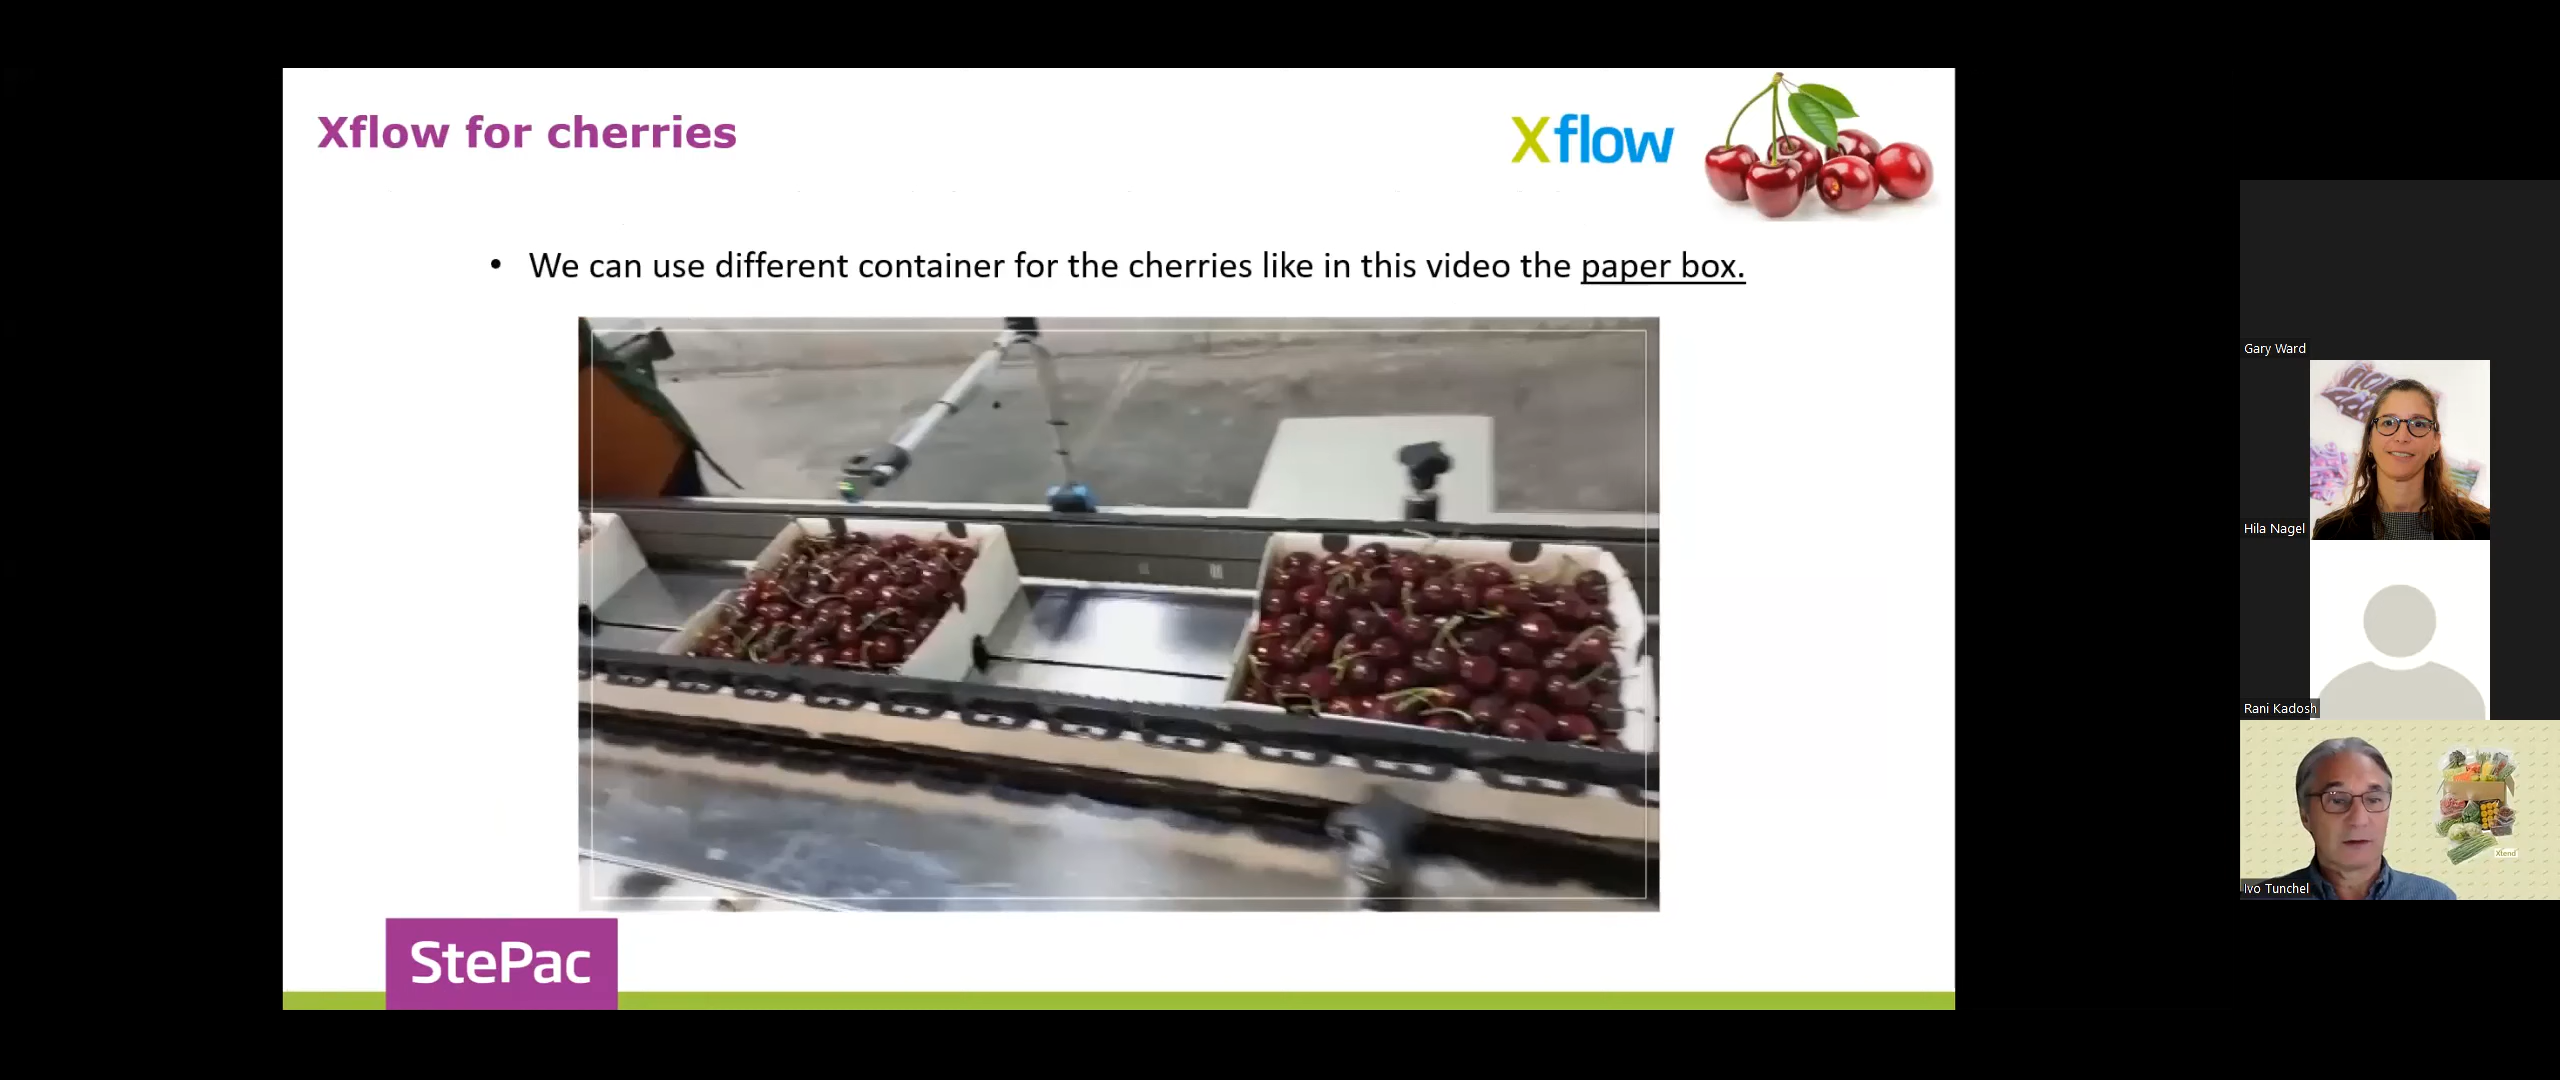 Xflow for cherries
Xflow
• We can use different container for the cherries like in this video the paper box.
StePac
Gary Ward
Hila Nagel
Rani Kadosh
Xtend
Ivo Tunchel